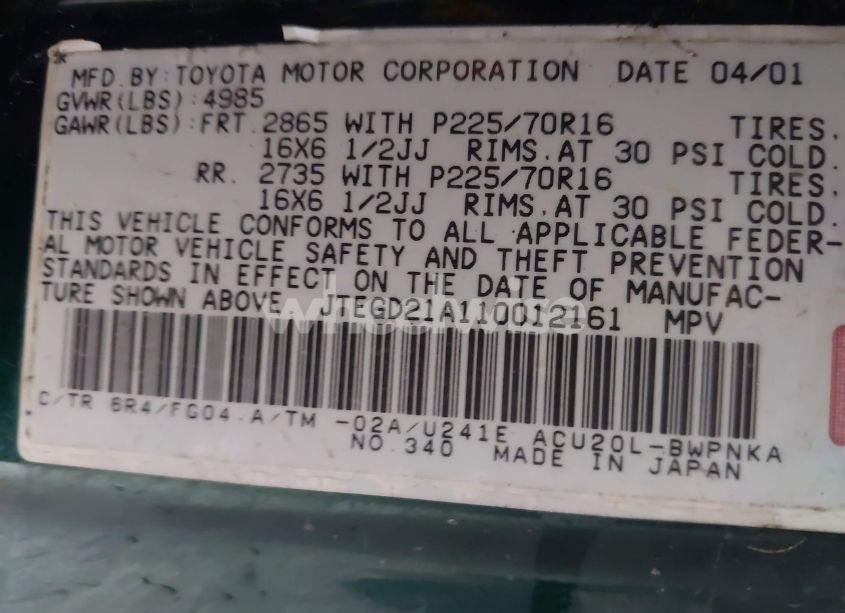 MFD. BY: TOYOTA MOTOR CORPORATION DATE 04/01
GVWR(LBS): 4985
GAWR(LBS): FRT. 2865 WITH P225/70R16 TIRES.
16X6 1/2JJ RIMS. AT 30 PSI COLD.
RR. 2735 WITH P225/70R16 TIRES.
16X6 1/2JJ RIMS. AT 30 PSI COLD.
THIS VEHICLE CONFORMS TO ALL APPLICABLE FEDER-
AL MOTOR VEHICLE SAFETY AND THEFT PREVENTION
STANDARDS IN EFFECT ON THE DATE OF MANUFAC-
TURE SHOWN ABOVE JTEGD21A110012161 MPV
C/TR 6R4/FG04.A/TM -02A/U241E ACU20L-BWPNKA
NO.340 MADE IN JAPAN